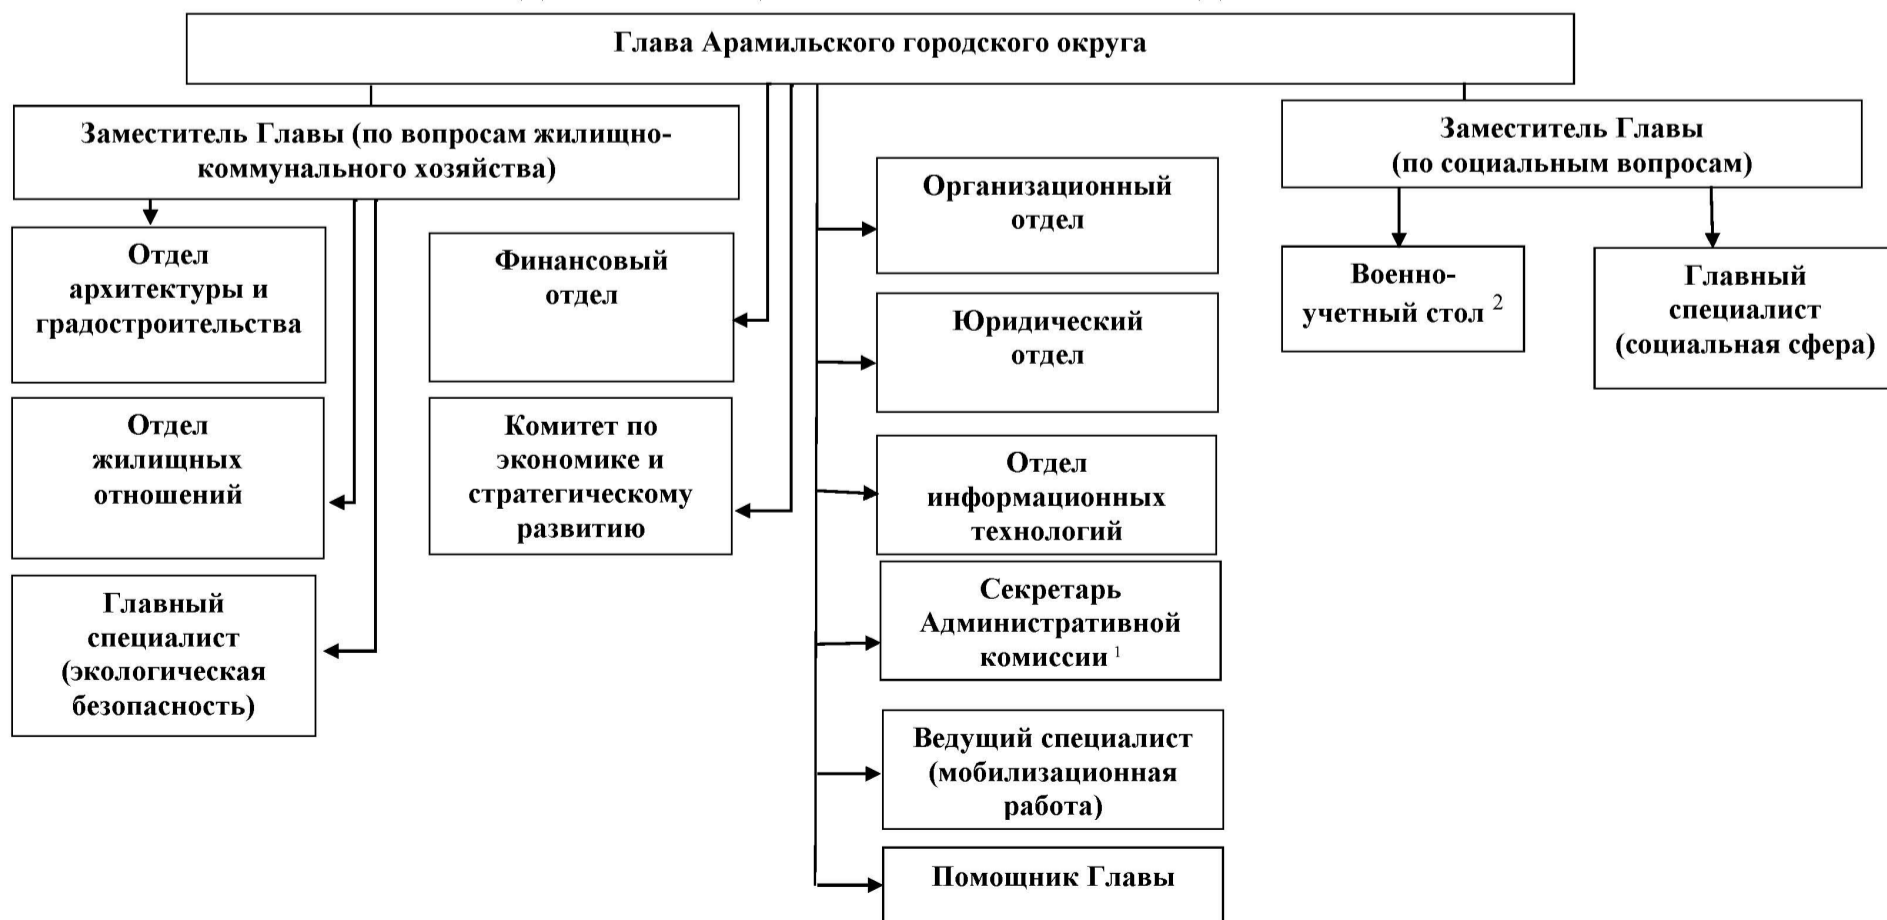 Глава Арамильского городского округа
Заместитель Главы (по вопросам жилищно-
коммунального хозяйства)
Заместитель Главы
(по социальным вопросам)
Отдел
архитектуры и
градостроительства
Отдел
жилищных
отношений
Главный
специалист
(экологическая
безопасность)
Финансовый
отдел
Комитет по
экономике и
стратегическому
развитию
Организационный
отдел
Юридический
отдел
Отдел
информационных
технологий
Секретарь
Административной
комиссии 1
Ведущий специалист
(мобилизационная
работа)
Помощник Главы
Военно-
учетный стол 2
Главный
специалист
(социальная сфера)